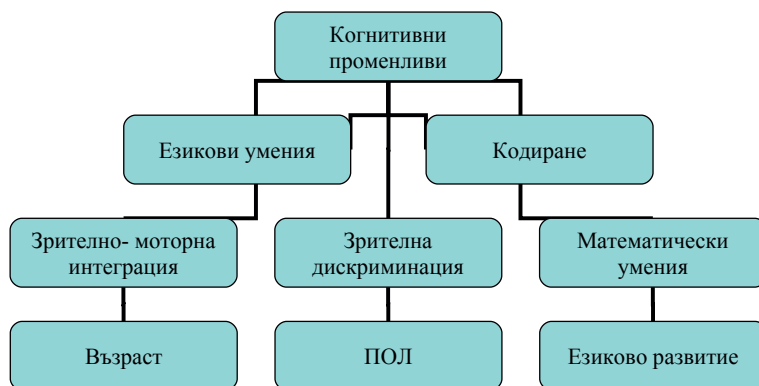 Когнитивни
променливи
Езикови умения
Кодиране
Зрително- моторна
интеграция
Зрителна
дискриминация
Математически
умения
Възраст
ПОЛ
Езиково развитие